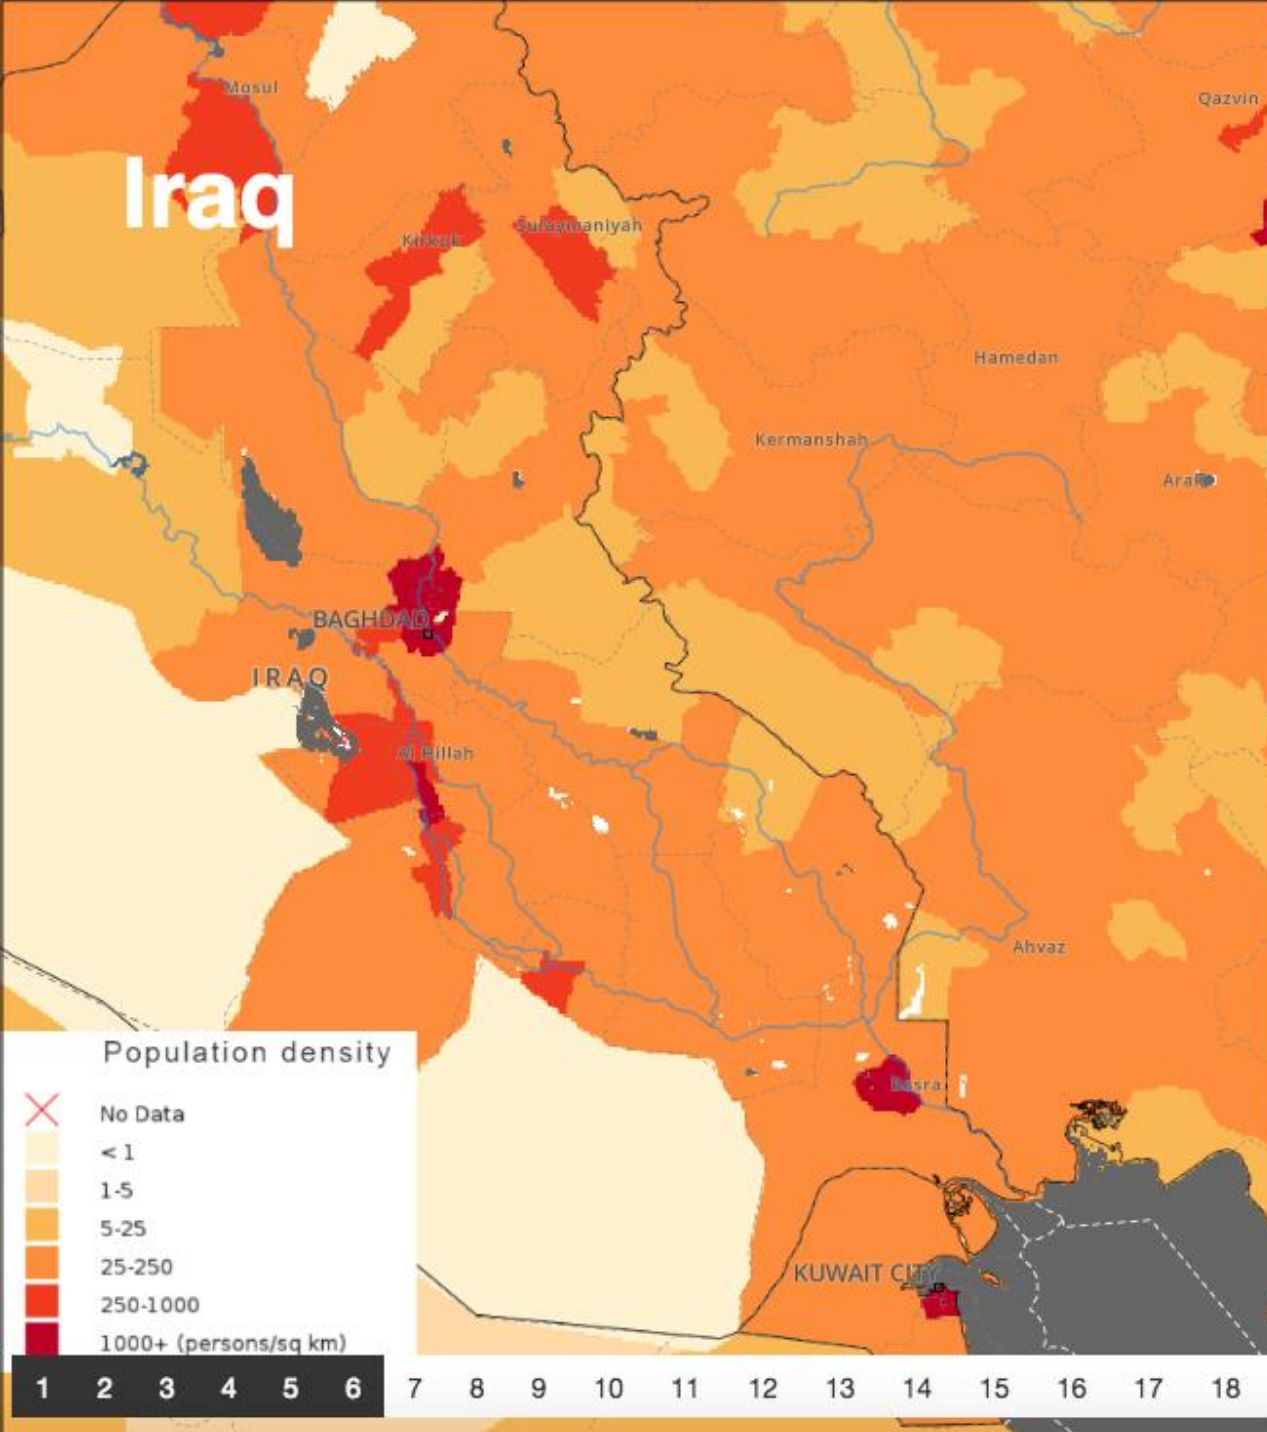 Mosul
Qazvin
Iraq
Kirkuk
Sulaymaniyah
Hamedan
Kermanshah
Arak
BAGHDAD
IRAQ
Al Hillah
Ahvaz
Basra
KUWAIT CITY
Population density
No Data
< 1
1-5
5-25
25-250
250-1000
1000+ (persons/sq km)
1 2 3 4 5 6 7 8 9 10 11 12 13 14 15 16 17 18